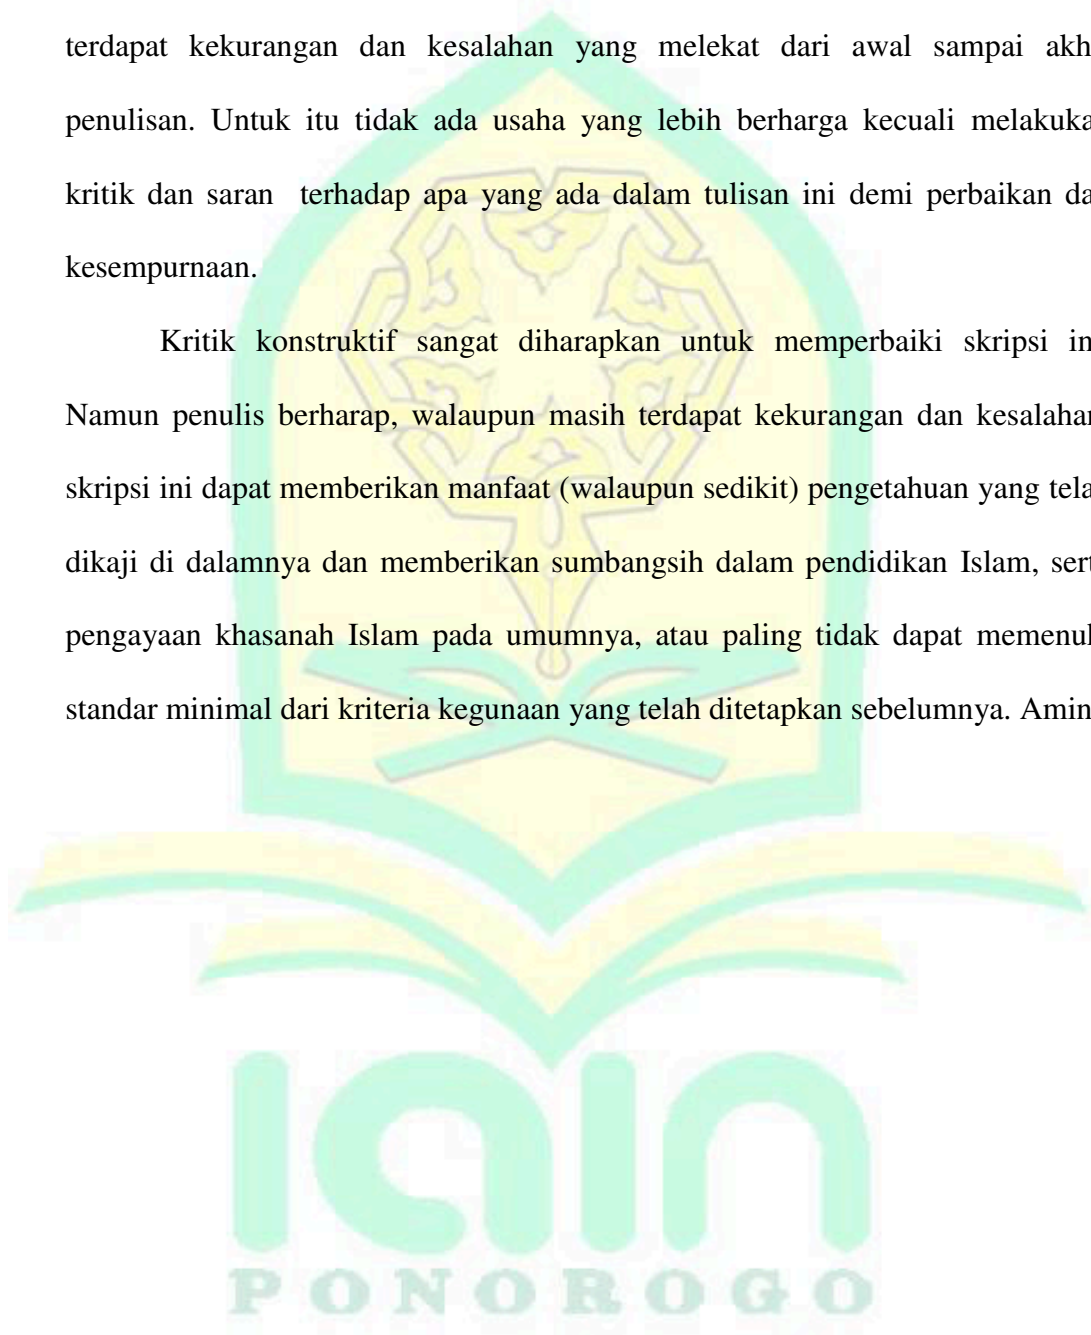 terdapat kekurangan dan kesalahan yang melekat dari awal sampai akh
penulisan. Untuk itu tidak ada usaha yang lebih berharga kecuali melakuka
kritik dan saran terhadap apa yang ada dalam tulisan ini demi perbaikan da
kesempurnaan.
Kritik konstruktif sangat diharapkan untuk memperbaiki skripsi in
Namun penulis berharap, walaupun masih terdapat kekurangan dan kesalahan
skripsi ini dapat memberikan manfaat (walaupun sedikit) pengetahuan yang tela
dikaji di dalamnya dan memberikan sumbangsih dalam pendidikan Islam, sert
pengayaan khasanah Islam pada umumnya, atau paling tidak dapat memenuh
standar minimal dari kriteria kegunaan yang telah ditetapkan sebelumnya. Amin
iain
PONOROGO